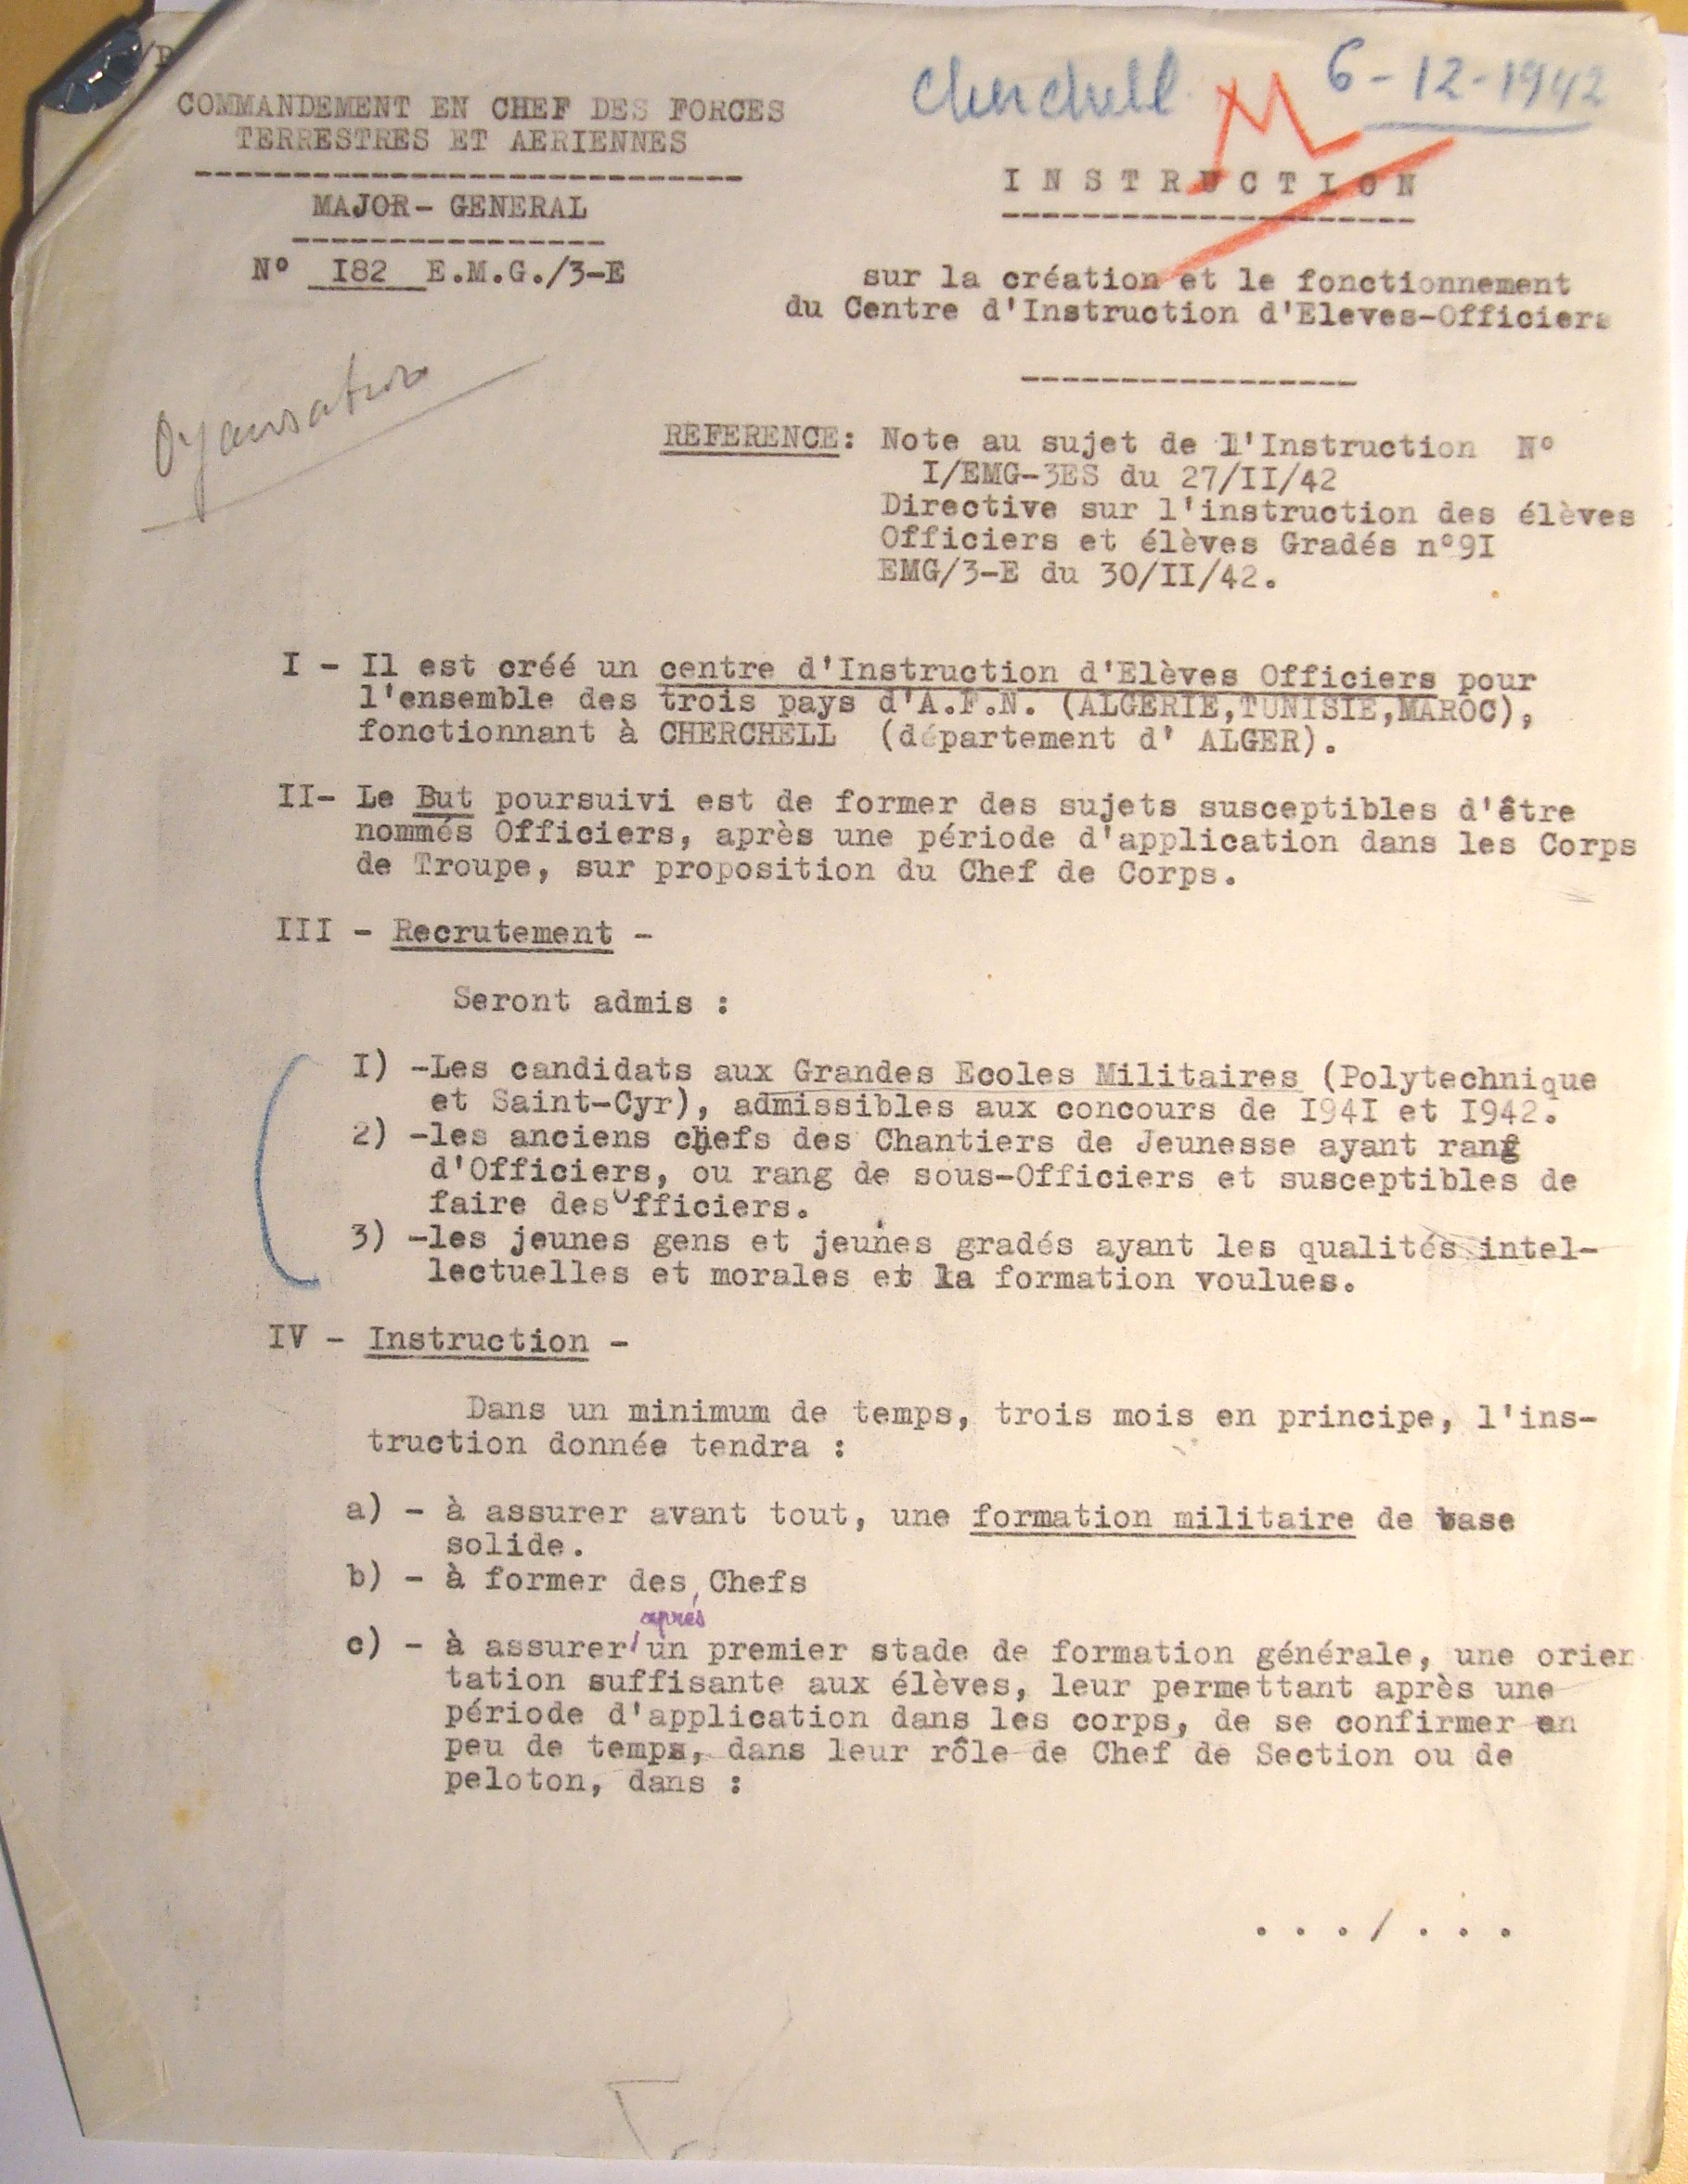 Cherchell 6-12-1942
COMMANDEMENT EN CHEF DES FORCES
TERRESTRES ET AERIENNES
MAJOR- GENERAL
N° I82 E.M.G./3-E
INSTRUCTION
sur la création et le fonctionnement
du Centre d'Instruction d'Eleves-Officiers
Organisation
REFERENCE: Note au sujet de l'Instruction N°
I/EMG-3ES du 27/II/42
Directive sur l'instruction des élèves
Officiers et élèves Gradés n°9I
EMG/3-E du 30/II/42.
I - Il est créé un centre d'Instruction d'Elèves Officiers pour
l'ensemble des trois pays d'A.F.N. (ALGERIE,TUNISIE,MAROC),
fonctionnant à CHERCHELL (département d' ALGER).
II- Le But poursuivi est de former des sujets susceptibles d'être
nommés Officiers, après une période d'application dans les Corps
de Troupe, sur proposition du Chef de Corps.
III - Recrutement -
Seront admis :
I) -Les candidats aux Grandes Ecoles Militaires (Polytechnique
et Saint-Cyr), admissibles aux concours de I94I et I942.
2) -les anciens chefs des Chantiers de Jeunesse ayant rang
d'Officiers, ou rang de sous-Officiers et susceptibles de
faire des Officiers.
3) -les jeunes gens et jeunes gradés ayant les qualités intel-
lectuelles et morales et la formation voulues.
IV - Instruction -
Dans un minimum de temps, trois mois en principe, l'ins-
truction donnée tendra :
a) - à assurer avant tout, une formation militaire de base
solide.
b) - à former des Chefs
après
c) - à assurer un premier stade de formation générale, une orien
tation suffisante aux élèves, leur permettant après une
période d'application dans les corps, de se confirmer en
peu de temps, dans leur rôle de Chef de Section ou de
peloton, dans :
.../...